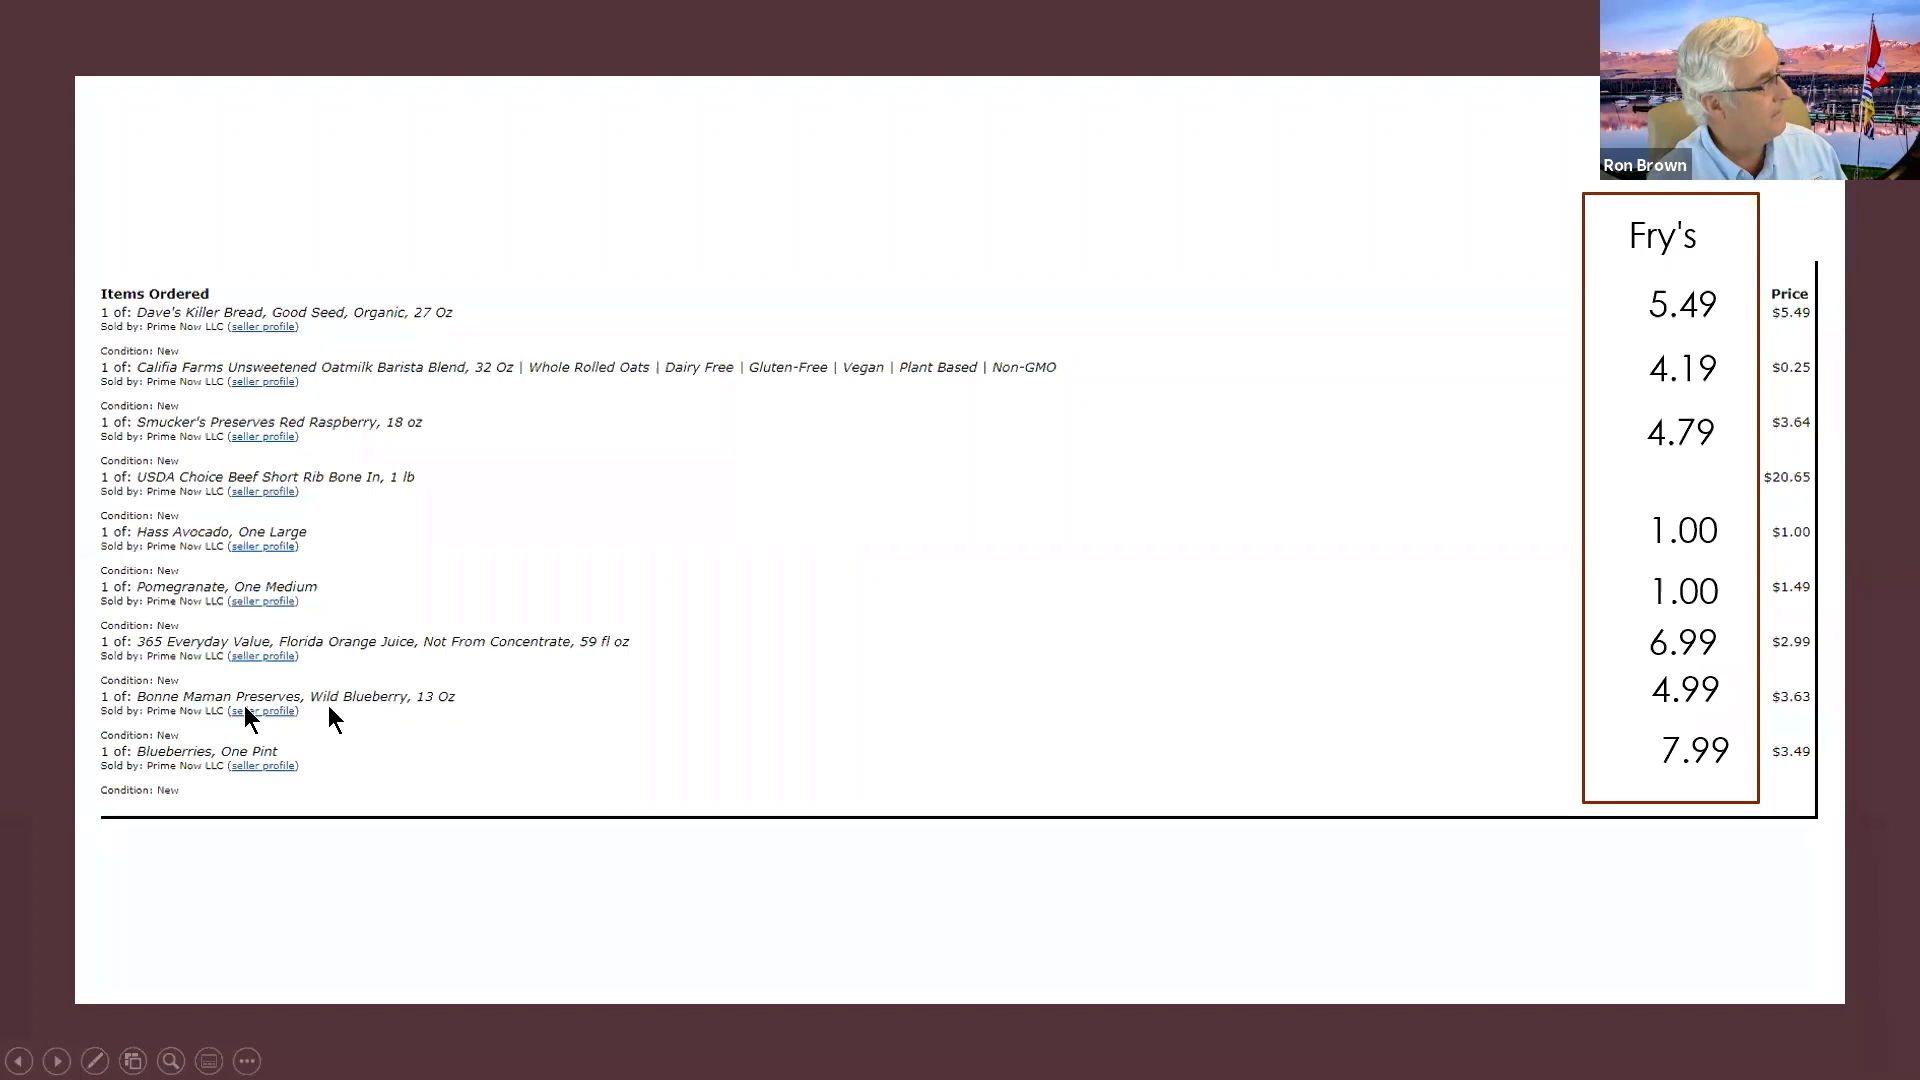 Ron Brown
Fry's
Items Ordered Price
1 of: Dave's Killer Bread, Good Seed, Organic, 27 Oz 5.49 $5.49
Sold by: Prime Now LLC (seller profile)
Condition: New
1 of: Califia Farms Unsweetened Oatmilk Barista Blend, 32 Oz | Whole Rolled Oats | Dairy Free | Gluten-Free | Vegan | Plant Based | Non-GMO 4.19 $0.25
Sold by: Prime Now LLC (seller profile)
Condition: New
1 of: Smucker's Preserves Red Raspberry, 18 oz 4.79 $3.64
Sold by: Prime Now LLC (seller profile)
Condition: New
1 of: USDA Choice Beef Short Rib Bone In, 1 lb $20.65
Sold by: Prime Now LLC (seller profile)
Condition: New
1 of: Hass Avocado, One Large 1.00 $1.00
Sold by: Prime Now LLC (seller profile)
Condition: New
1 of: Pomegranate, One Medium 1.00 $1.49
Sold by: Prime Now LLC (seller profile)
Condition: New
1 of: 365 Everyday Value, Florida Orange Juice, Not From Concentrate, 59 fl oz 6.99 $2.99
Sold by: Prime Now LLC (seller profile)
Condition: New
1 of: Bonne Maman Preserves, Wild Blueberry, 13 Oz 4.99 $3.63
Sold by: Prime Now LLC (seller profile)
Condition: New
1 of: Blueberries, One Pint 7.99 $3.49
Sold by: Prime Now LLC (seller profile)
Condition: New